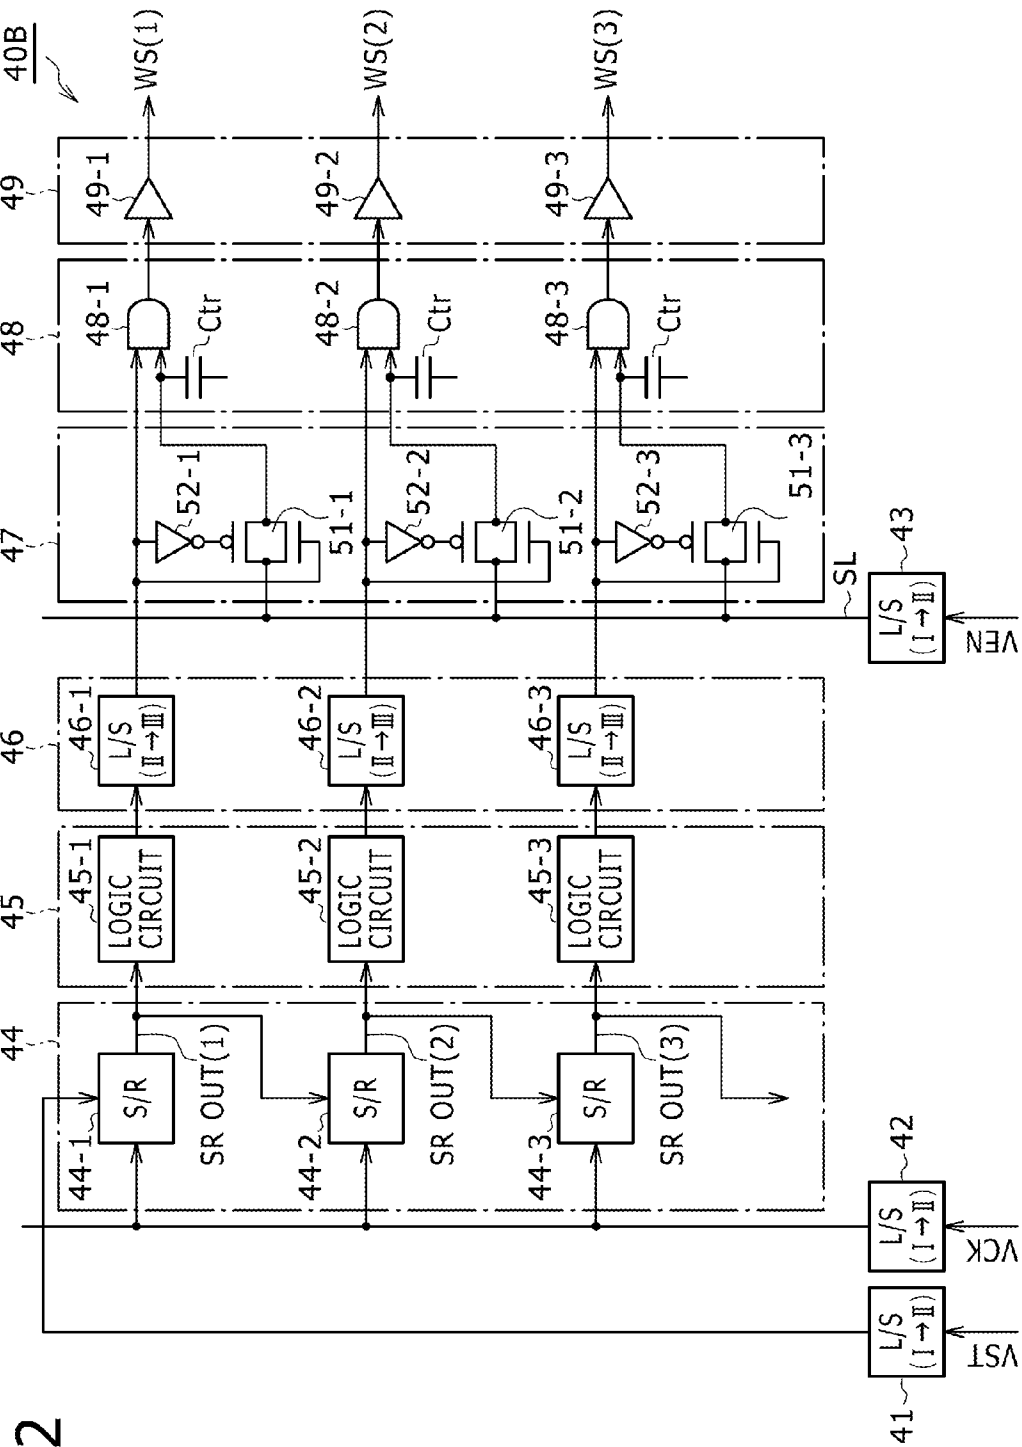 2
40B
41
VST
L/S
(I→II)
42
VCK
L/S
(I→II)
43
VEN
L/S
(I→II)
SL
44
44-1
S/R
SR OUT(1)
44-2
S/R
SR OUT(2)
44-3
S/R
SR OUT(3)
45
45-1
LOGIC
CIRCUIT
45-2
LOGIC
CIRCUIT
45-3
LOGIC
CIRCUIT
46
46-1
L/S
(II→III)
46-2
L/S
(II→III)
46-3
L/S
(II→III)
47
52-1
51-1
52-2
51-2
52-3
51-3
48
48-1
Ctr
48-2
Ctr
48-3
Ctr
49
49-1
49-2
49-3
WS(1)
WS(2)
WS(3)